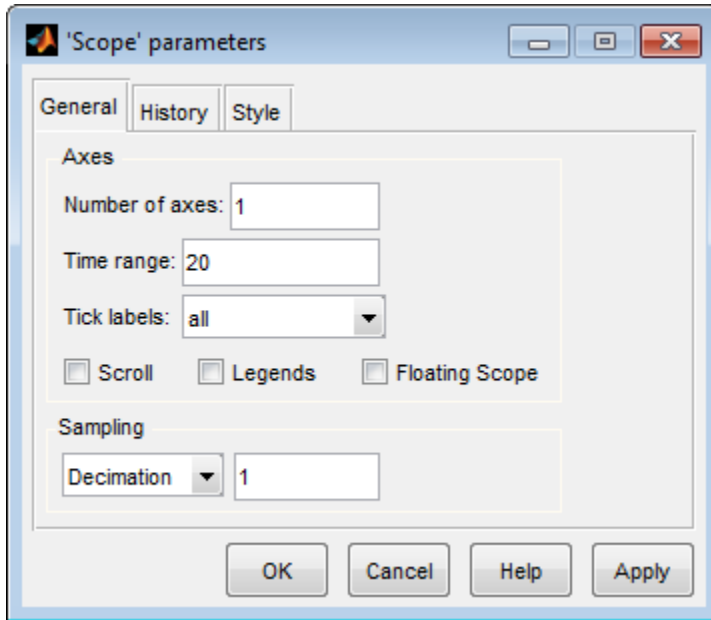 'Scope' parameters
General History Style
Axes
Number of axes: 1
Time range: 20
Tick labels: all
Scroll Legends Floating Scope
Sampling
Decimation 1
OK Cancel Help Apply